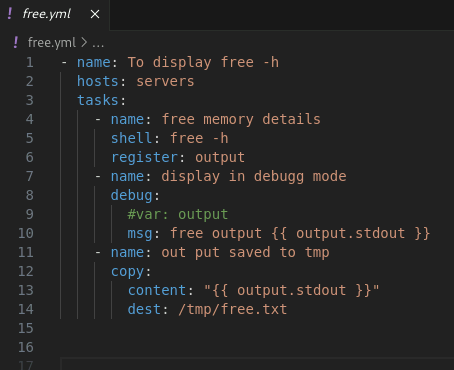 ! free.yml ×
! free.yml > ...
1 - name: To display free -h
2   hosts: servers
3   tasks:
4     - name: free memory details
5       shell: free -h
6       register: output
7     - name: display in debugg mode
8       debug:
9         #var: output
10         msg: free output {{ output.stdout }}
11     - name: out put saved to tmp
12       copy:
13         content: "{{ output.stdout }}"
14         dest: /tmp/free.txt
15
16
17